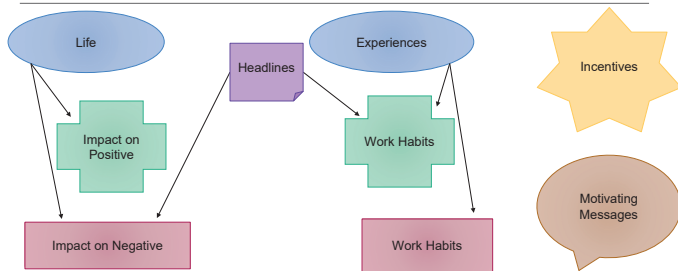 Life
Experiences
Headlines
Incentives
Impact on
Positive
Work Habits
Motivating
Messages
Impact on Negative
Work Habits